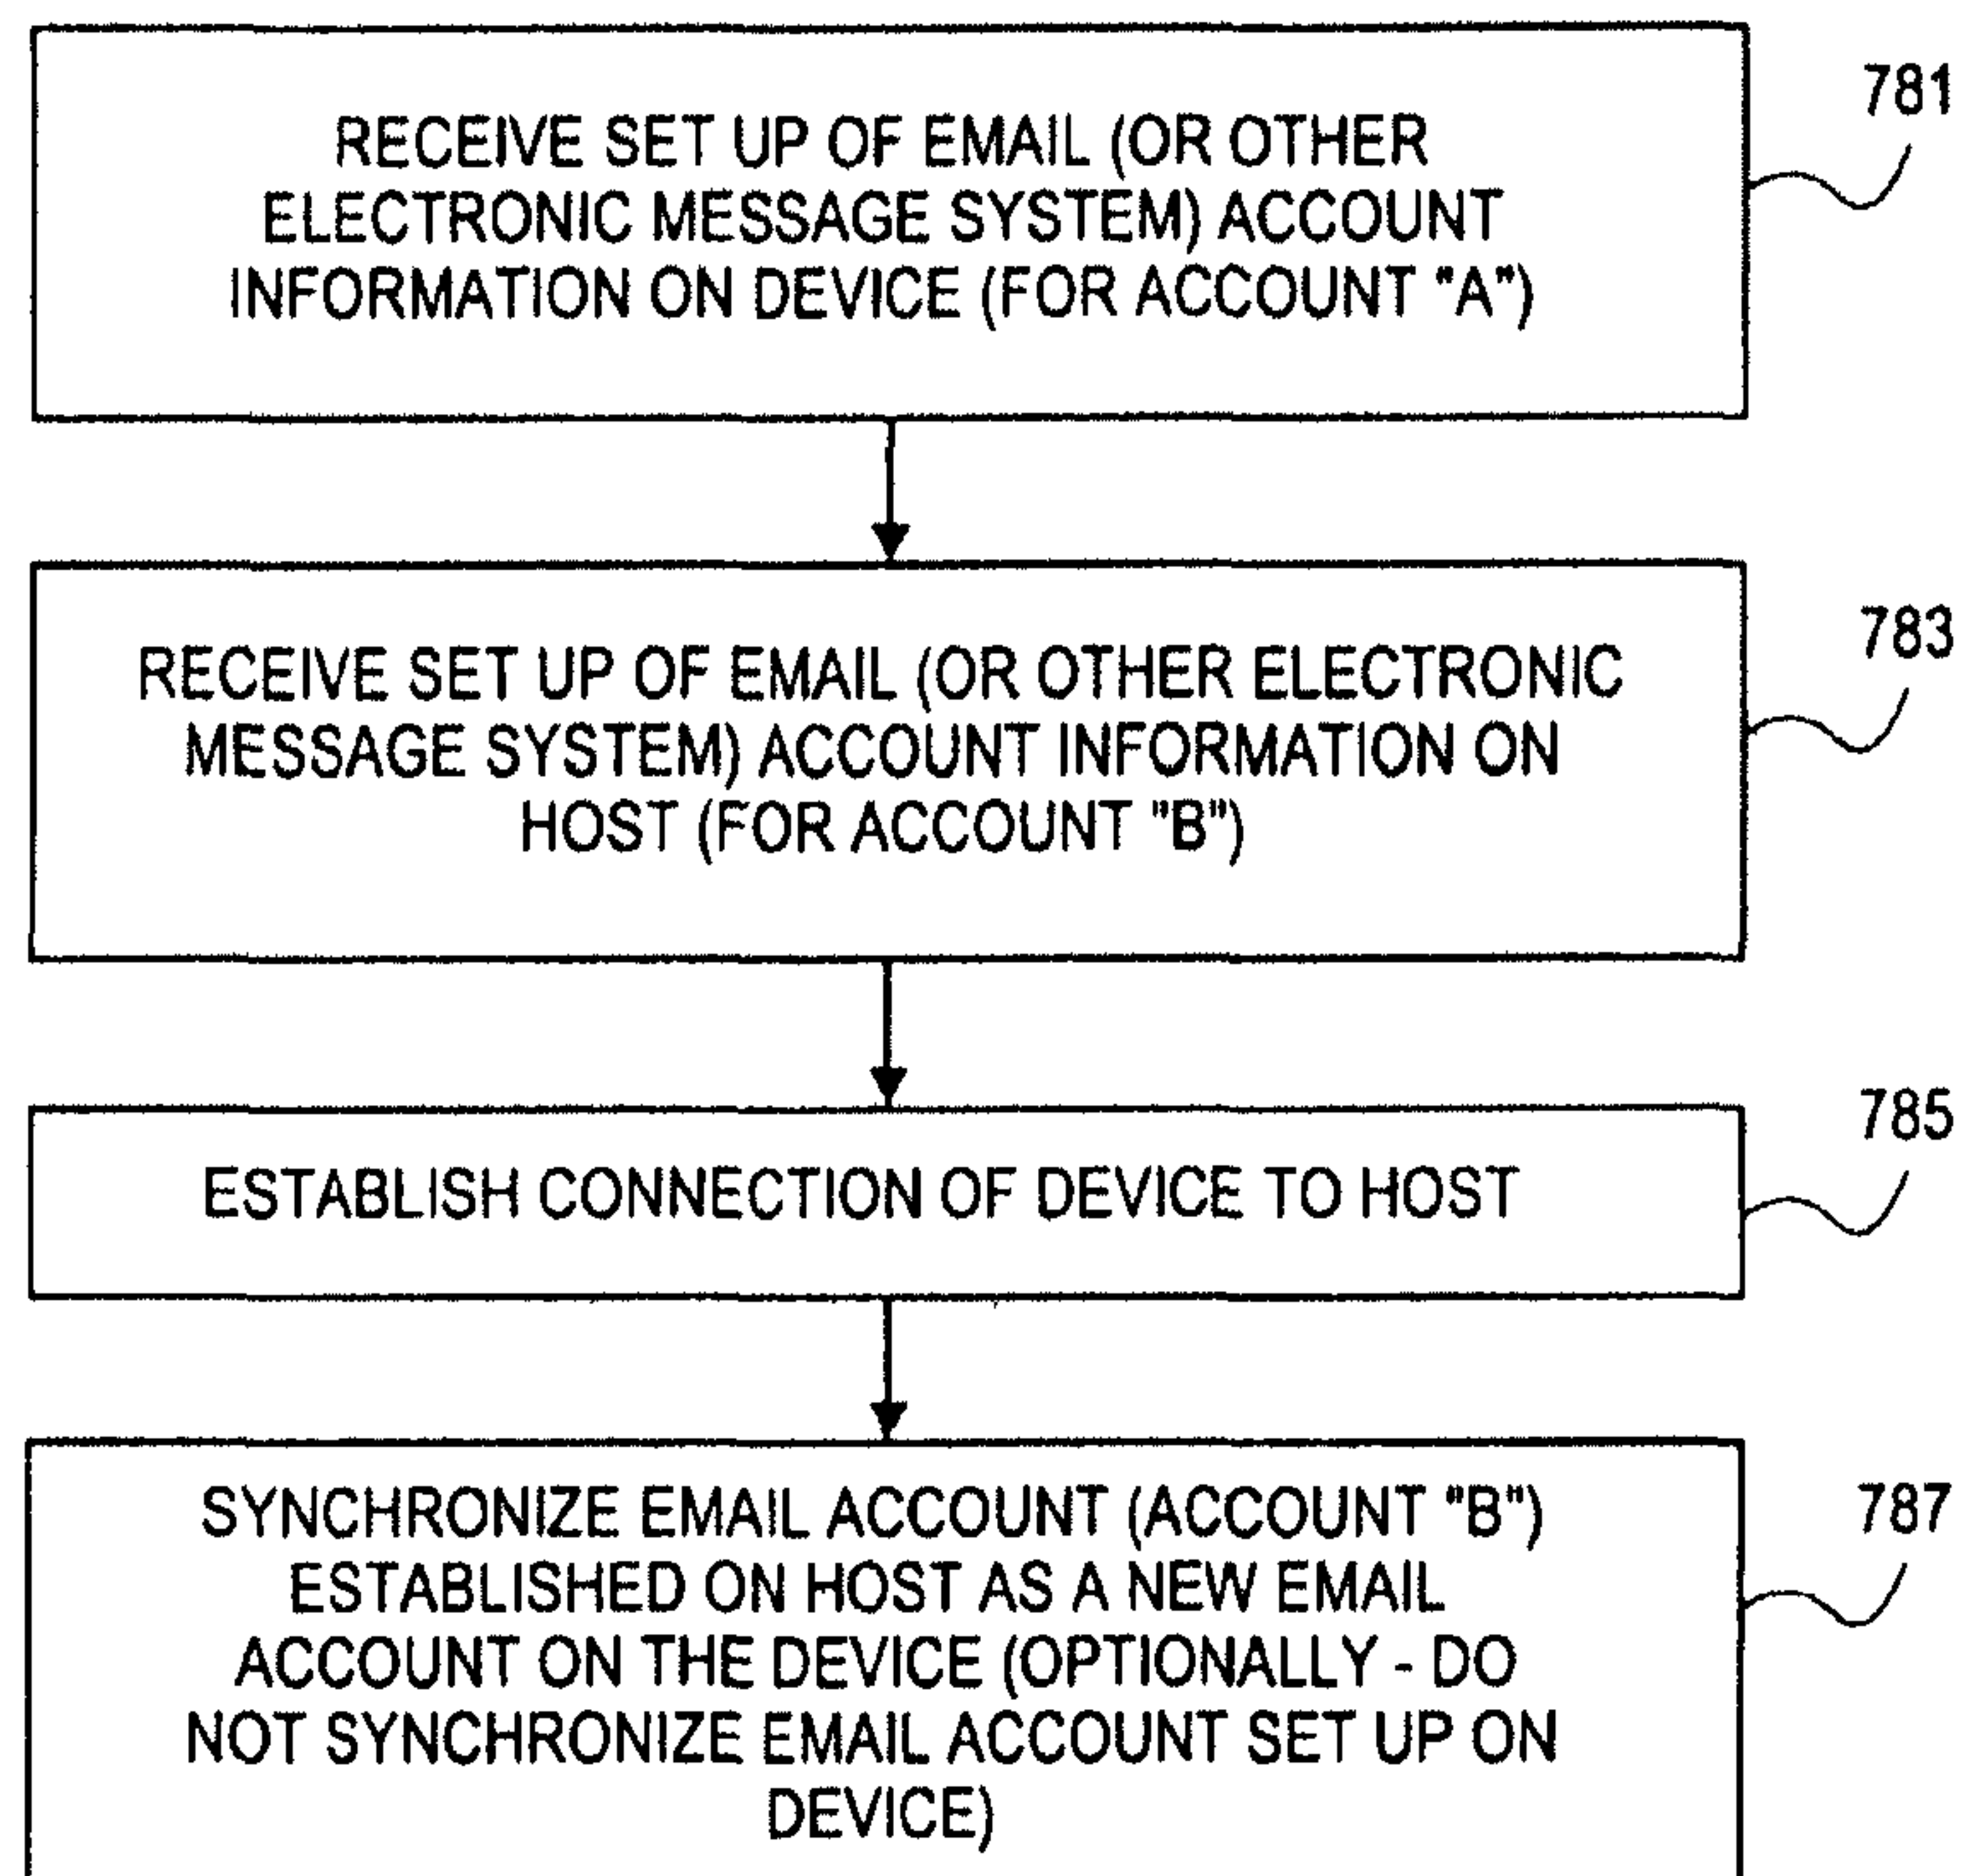 781
RECEIVE SET UP OF EMAIL (OR OTHER
ELECTRONIC MESSAGE SYSTEM) ACCOUNT
INFORMATION ON DEVICE (FOR ACCOUNT "A")
783
RECEIVE SET UP OF EMAIL (OR OTHER ELECTRONIC
MESSAGE SYSTEM) ACCOUNT INFORMATION ON
HOST (FOR ACCOUNT "B")
785
ESTABLISH CONNECTION OF DEVICE TO HOST
787
SYNCHRONIZE EMAIL ACCOUNT (ACCOUNT "B")
ESTABLISHED ON HOST AS A NEW EMAIL
ACCOUNT ON THE DEVICE (OPTIONALLY - DO
NOT SYNCHRONIZE EMAIL ACCOUNT SET UP ON
DEVICE)